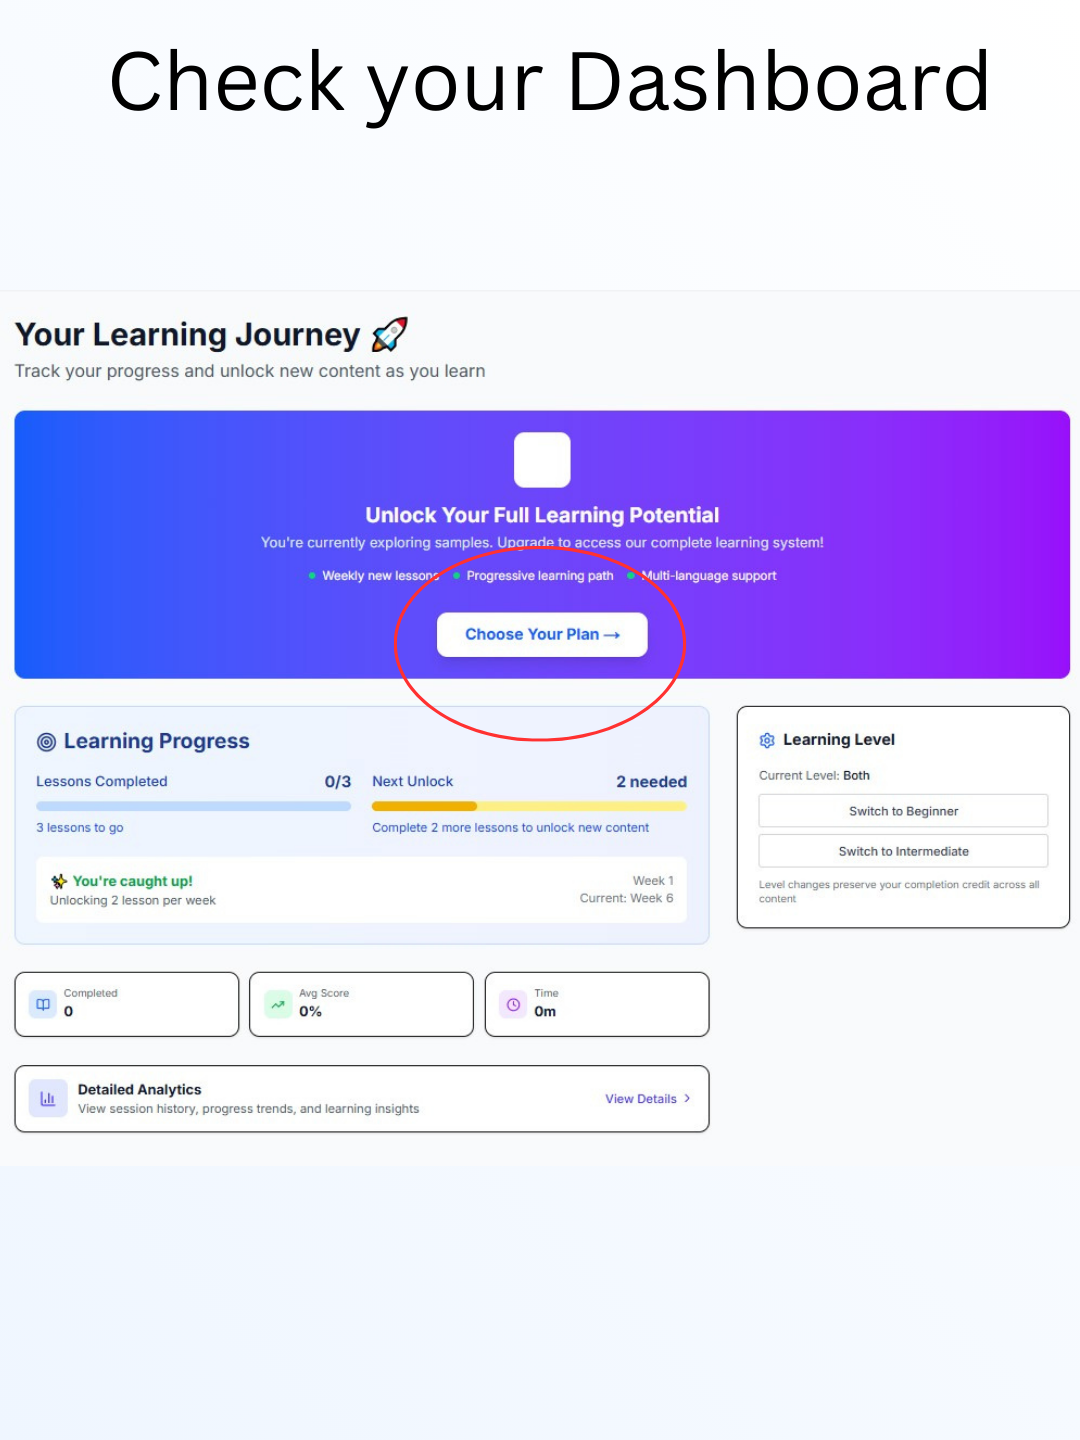 Check your Dashboard
Your Learning Journey 🚀
Track your progress and unlock new content as you learn
Unlock Your Full Learning Potential
You're currently exploring samples. Upgrade to access our complete learning system!
Weekly new lessons Progressive learning path Multi-language support
Choose Your Plan →
Learning Progress
Lessons Completed 0/3
3 lessons to go
Next Unlock 2 needed
Complete 2 more lessons to unlock new content
✨ You're caught up!
Unlocking 2 lesson per week
Week 1
Current: Week 6
Learning Level
Current Level: Both
Switch to Beginner
Switch to Intermediate
Level changes preserve your completion credit across all
content
Completed
0
Avg Score
0%
Time
0m
Detailed Analytics
View session history, progress trends, and learning insights
View Details >